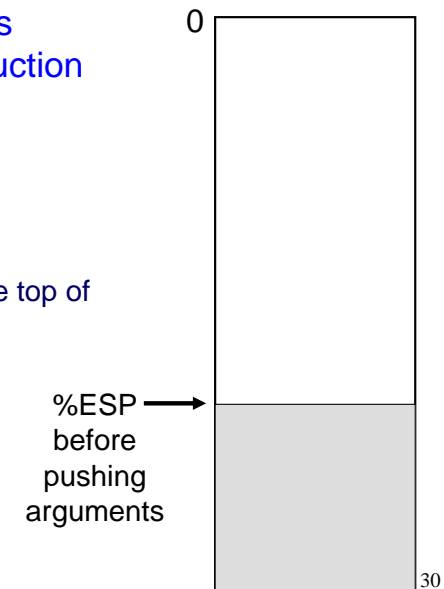 s
uction
0
e top of
%ESP
before
pushing
arguments
30